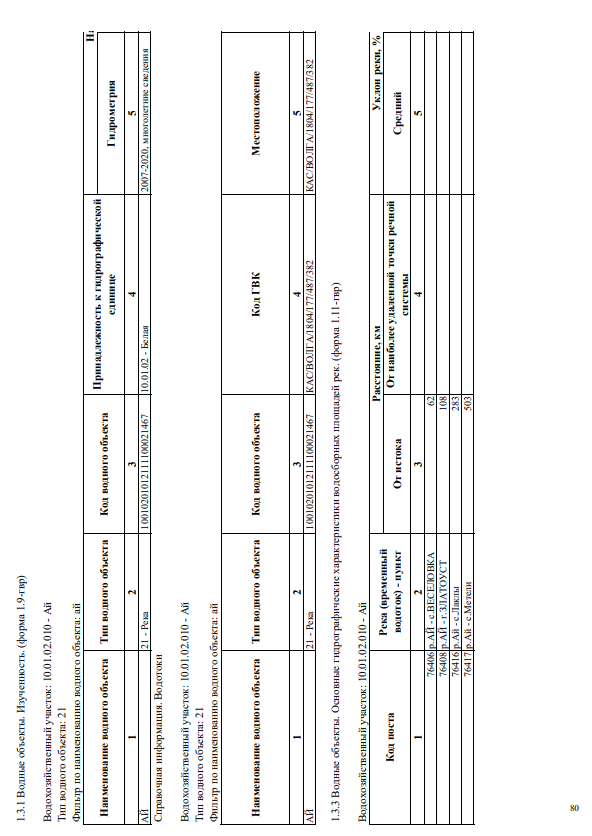 1.3.1 Водные объекты. Изученность. (форма 1.9-гвр)
Водохозяйственный участок: 10.01.02.010 - Ай
Тип водного объекта: 21
Фильтр по наименованию водного объекта: ай
Наименование водного объекта Тип водного объекта Код водного объекта Принадлежность к гидрографической единице Гидрометрия
1 2 3 4 5
АЙ 21 - Река 10010201012111100021467 10.01.02 - Белая 2007-2020, многолетние сведения
Справочная информация. Водотоки
Водохозяйственный участок: 10.01.02.010 - Ай
Тип водного объекта: 21
Фильтр по наименованию водного объекта: ай
Наименование водного объекта Тип водного объекта Код водного объекта Код ГВК Местоположение
1 2 3 4 5
АЙ 21 - Река 10010201012111100021467 КАС/ВОЛГА/1804/177/487/382 КАС/ВОЛГА/1804/177/487/382
1.3.3 Водные объекты. Основные гидрографические характеристики водосборных площадей рек. (форма 1.11-гвр)
Водохозяйственный участок: 10.01.02.010 - Ай
Расстояние, км Уклон реки, %
Код поста Река (временный водоток) - пункт От истока От наиболее удаленной точки речной системы Средний
1 2 3 4 5
76406 р.АЙ - с.ВЕСЕЛОВКА 62
76408 р.АЙ - г.ЗЛАТОУСТ 108
76416 р.Ай - с.Лаклы 283
76417 р.Ай - с.Метели 503
80